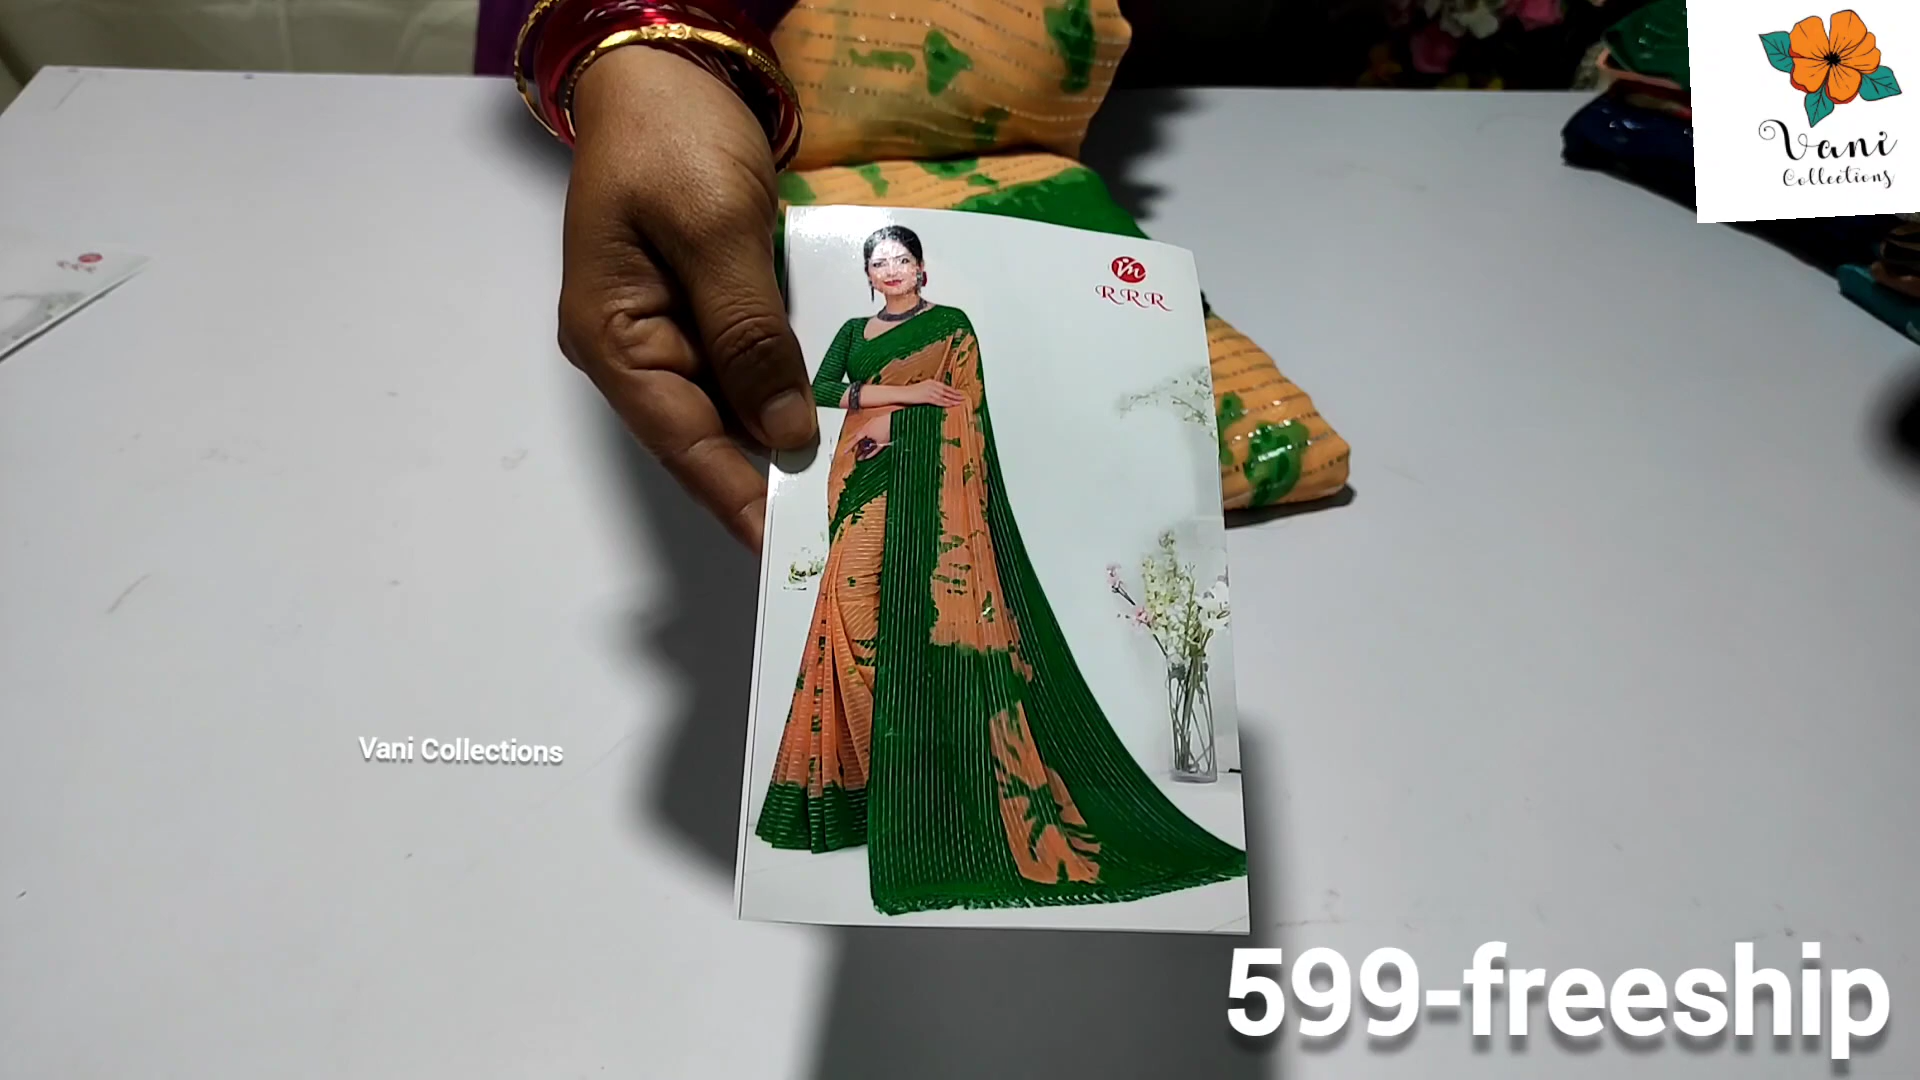 Vani
Collections
RRR
Vani Collections
599-freeship